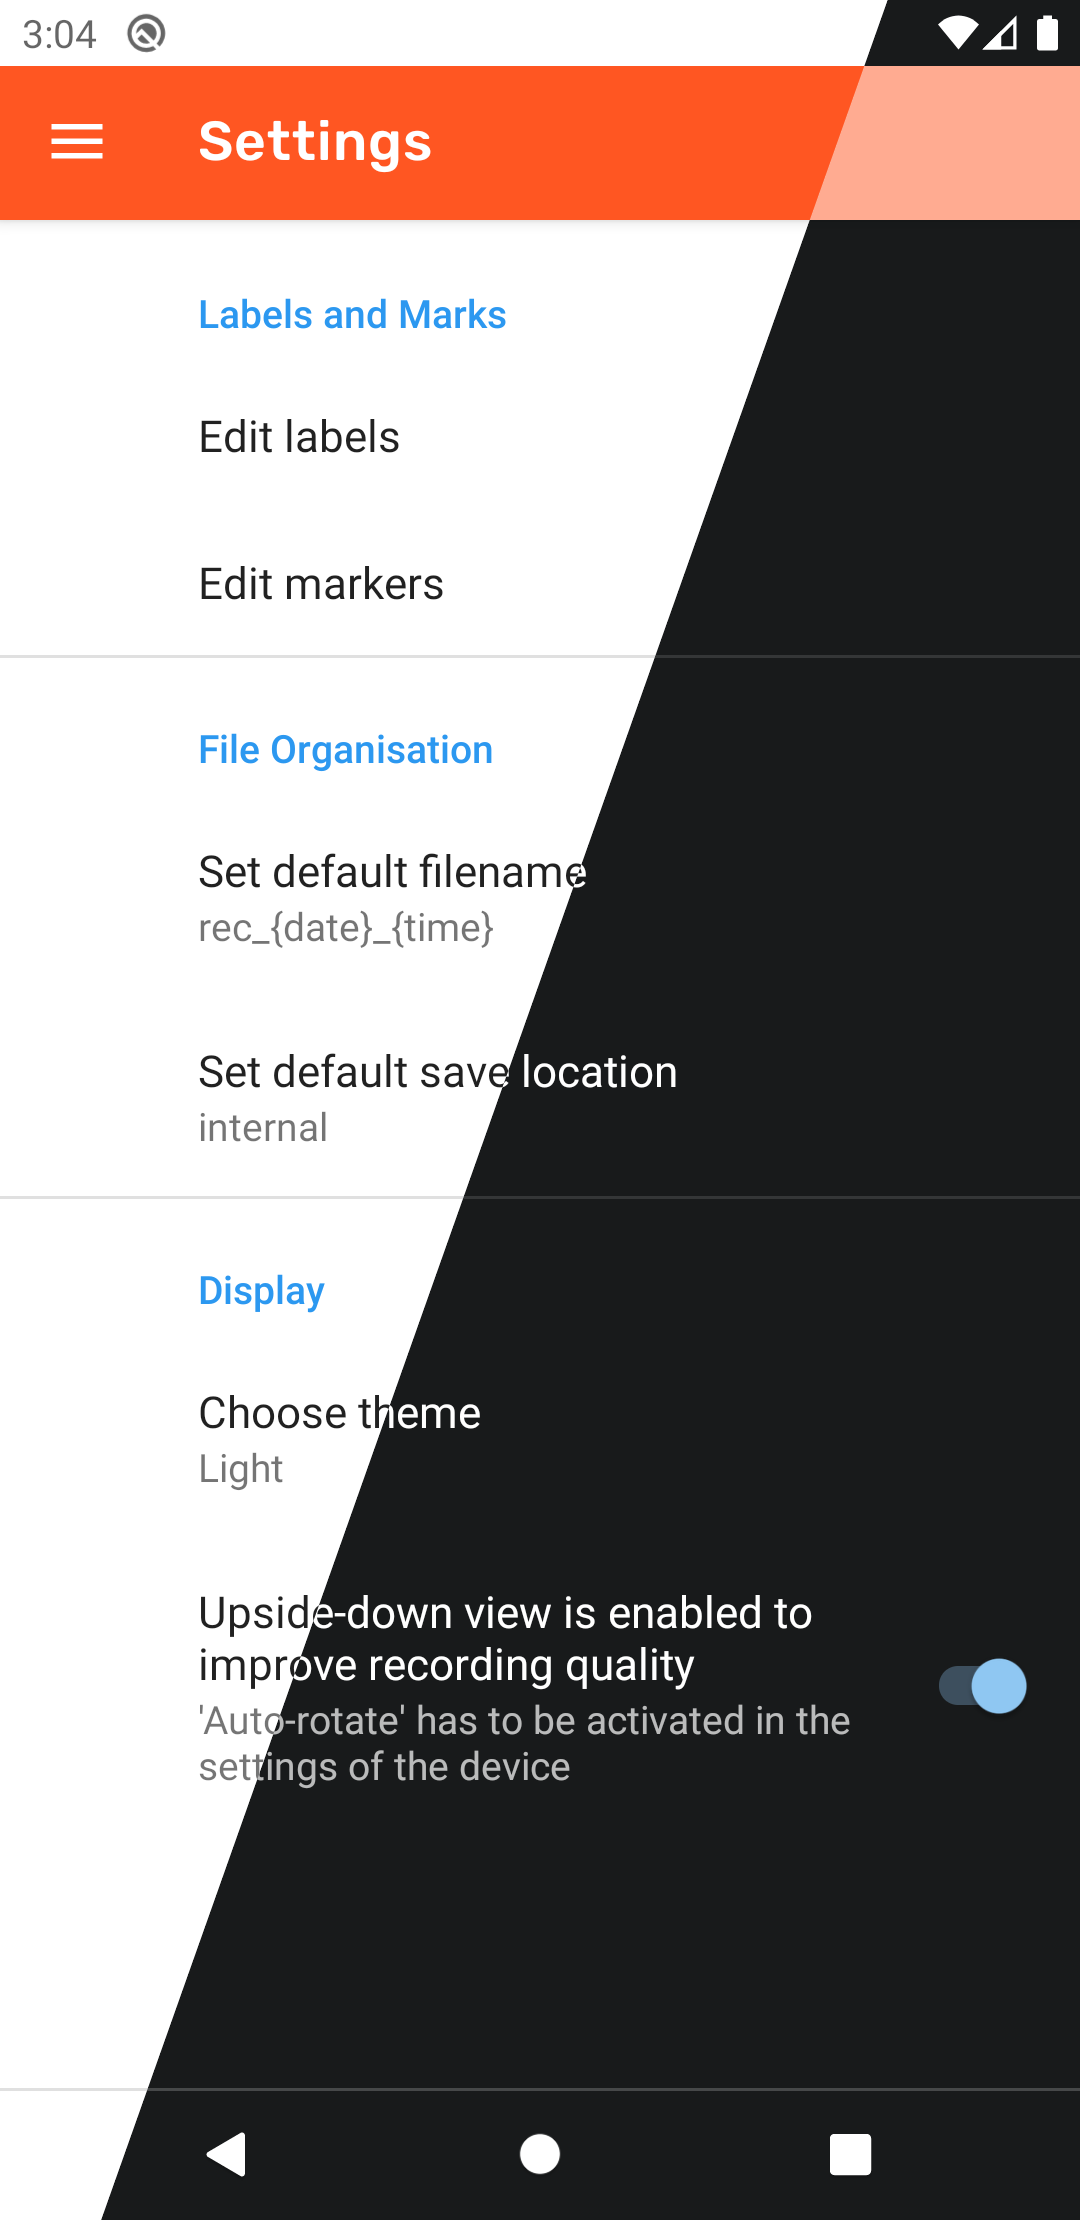 3:04
Settings
Labels and Marks
Edit labels
Edit markers
File Organisation
Set default filename
rec_{date}_{time}
Set default save location
internal
Display
Choose theme
Light
Upside-down view is enabled to
improve recording quality
'Auto-rotate' has to be activated in the
settings of the device